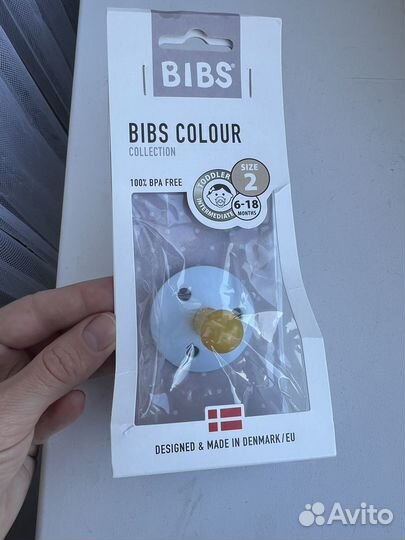 BIBS®
BIBS COLOUR
COLLECTION
100% BPA FREE
TODDLER
INTERMEDIATE
SIZE
2
6-18
MONTHS
DESIGNED & MADE IN DENMARK/EU
Avito